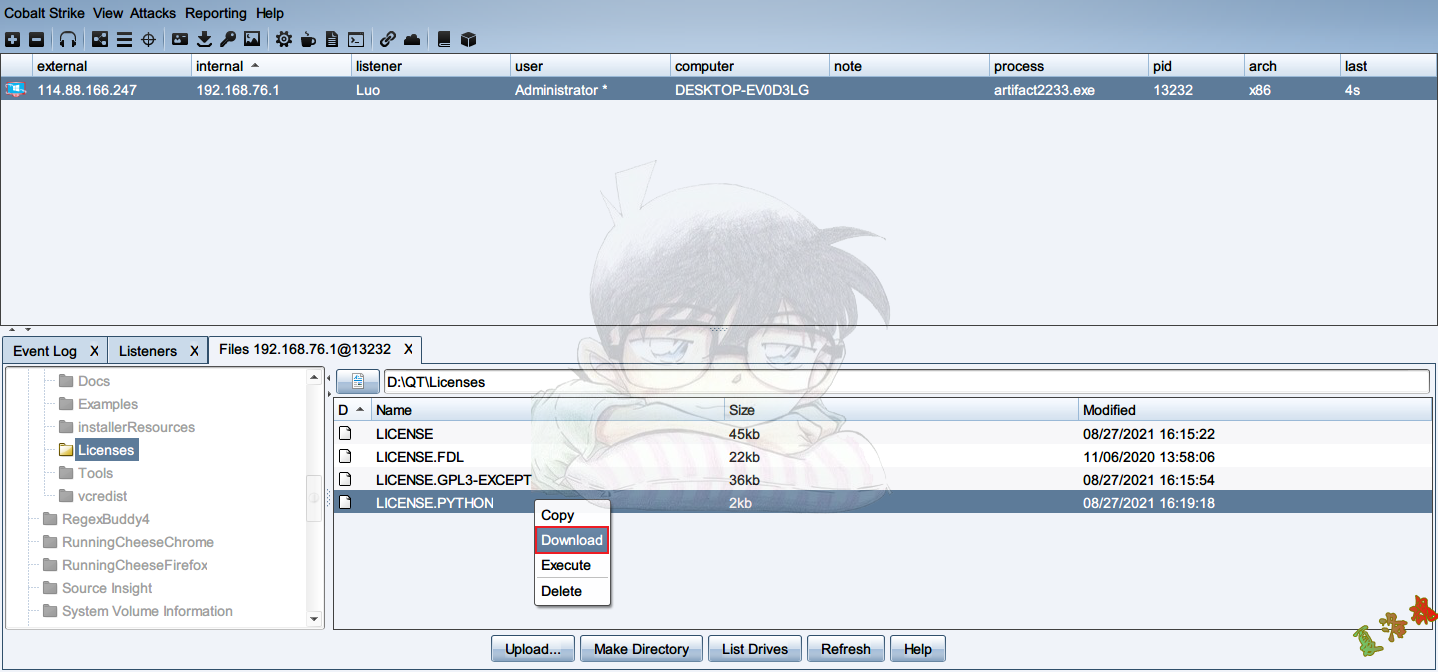 Cobalt Strike View Attacks Reporting Help
external internal listener user computer note process pid arch last
114.88.166.247 192.168.76.1 Luo Administrator * DESKTOP-EV0D3LG artifact2233.exe 13232 x86 4s
Event Log X Listeners X Files 192.168.76.1@13232 X
Docs
Examples
installerResources
Licenses
Tools
vcredist
RegexBuddy4
RunningCheeseChrome
RunningCheeseFirefox
Source Insight
System Volume Information
D:\QT\Licenses
D Name Size Modified
LICENSE 45kb 08/27/2021 16:15:22
LICENSE.FDL 22kb 11/06/2020 13:58:06
LICENSE.GPL3-EXCEPT 36kb 08/27/2021 16:15:54
LICENSE.PYTHON 2kb 08/27/2021 16:19:18
Copy
Download
Execute
Delete
Upload... Make Directory List Drives Refresh Help